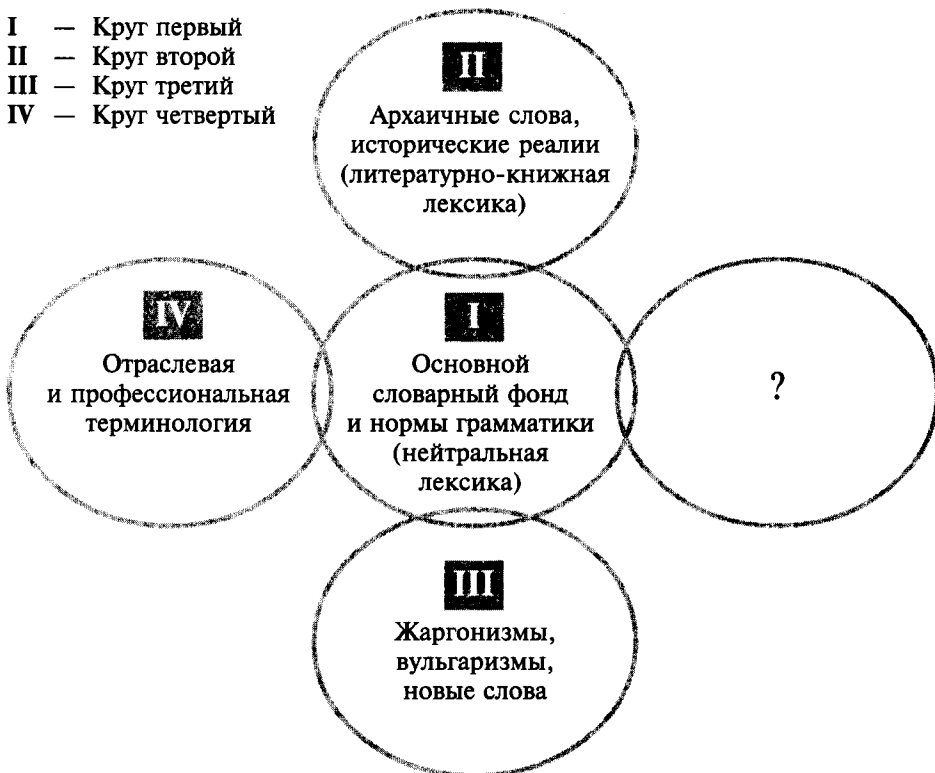 I — Круг первый
II — Круг второй
III — Круг третий
IV — Круг четвертый
II
Архаичные слова,
исторические реалии
(литературно-книжная
лексика)
IV
Отраслевая
и профессиональная
терминология
I
Основной
словарный фонд
и нормы грамматики
(нейтральная
лексика)
?
III
Жаргонизмы,
вульгаризмы,
новые слова